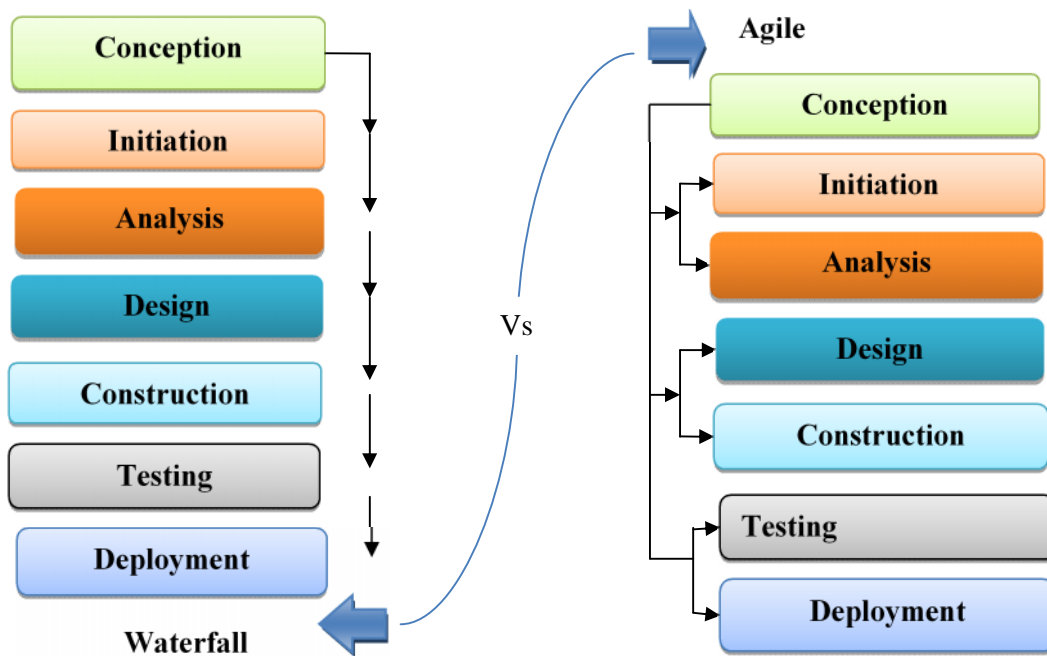 Conception
Initiation
Analysis
Design
Construction
Testing
Deployment
Waterfall
Vs
Agile
Conception
Initiation
Analysis
Design
Construction
Testing
Deployment